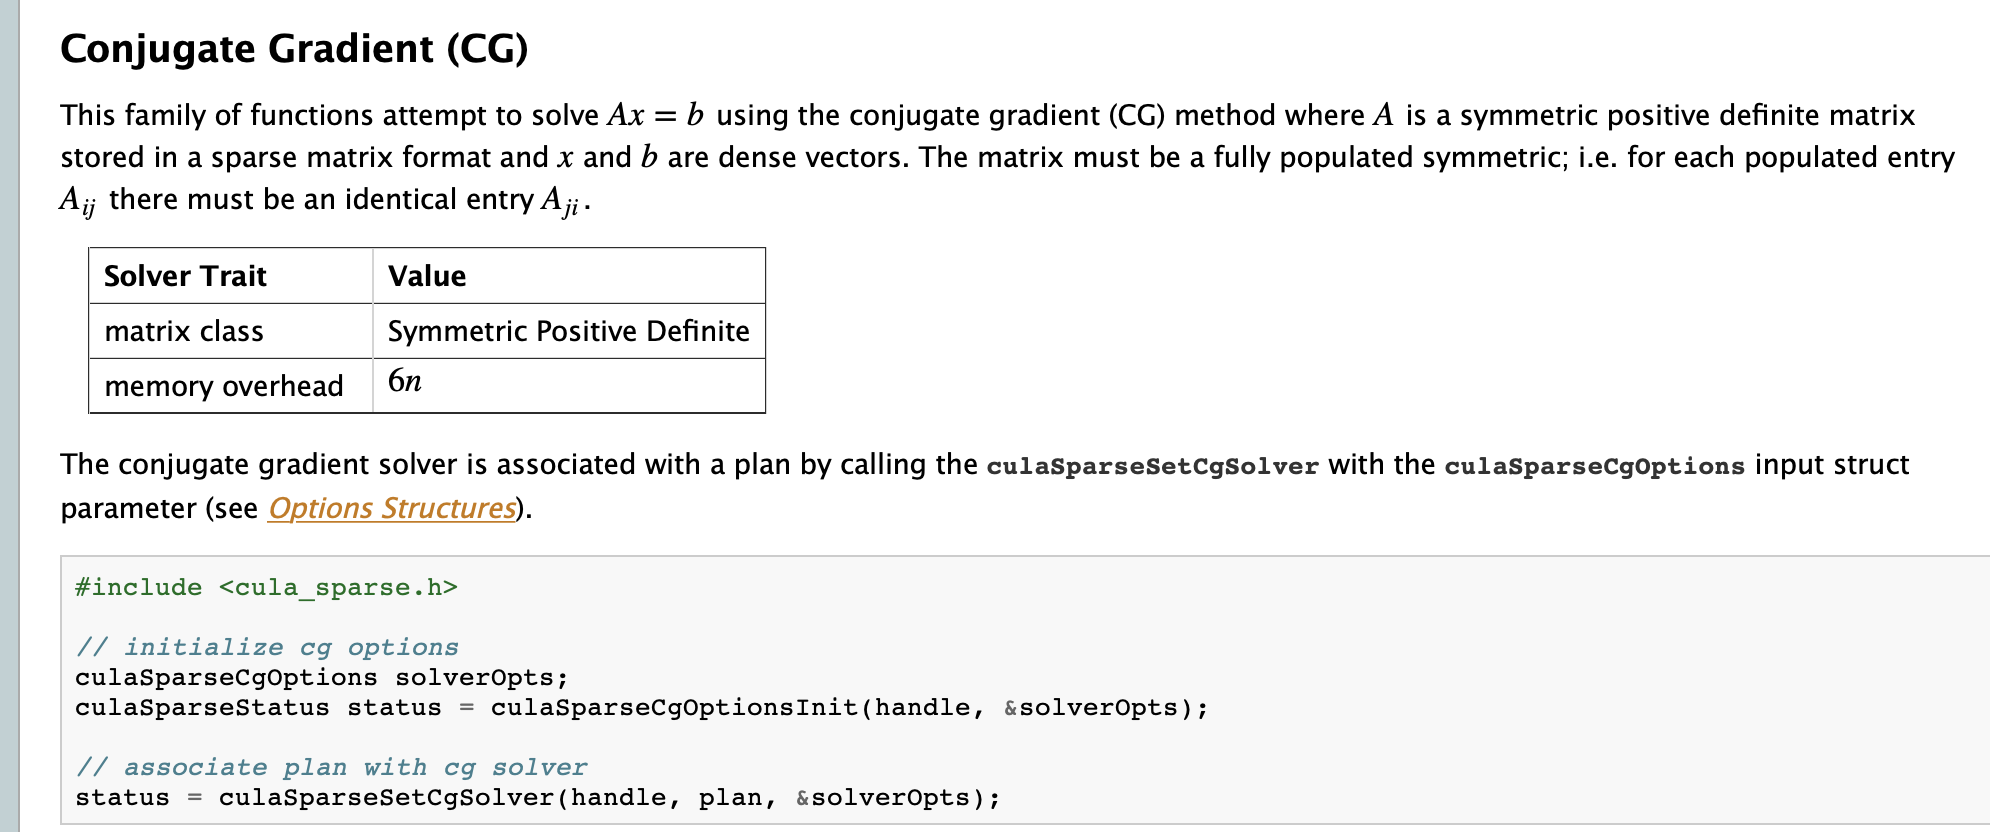 Conjugate Gradient (CG)
This family of functions attempt to solve Ax = b using the conjugate gradient (CG) method where A is a symmetric positive definite matrix
stored in a sparse matrix format and x and b are dense vectors. The matrix must be a fully populated symmetric; i.e. for each populated entry
Aij there must be an identical entry Aji.
Solver Trait Value
matrix class Symmetric Positive Definite
memory overhead 6n
The conjugate gradient solver is associated with a plan by calling the culaSparseSetCgSolver with the culaSparseCgOptions input struct
parameter (see Options Structures).
#include <cula_sparse.h>
// initialize cg options
culaSparseCgOptions solverOpts;
culaSparseStatus status = culaSparseCgOptionsInit(handle, &solverOpts);
// associate plan with cg solver
status = culaSparseSetCgSolver(handle, plan, &solverOpts);